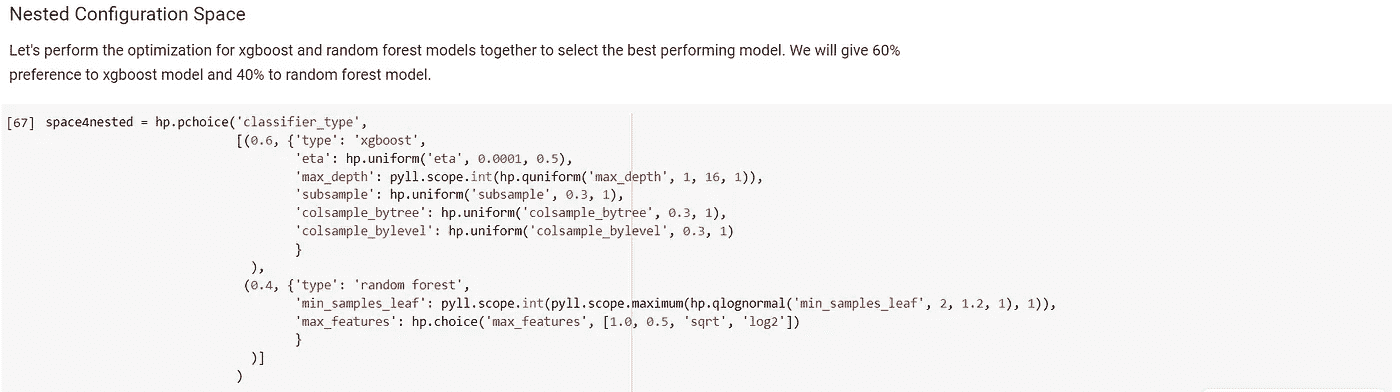 Nested Configuration Space
Let's perform the optimization for xgboost and random forest models together to select the best performing model. We will give 60%
preference to xgboost model and 40% to random forest model.
[67] space4nested = hp.pchoice('classifier_type',
[(0.6, {'type': 'xgboost',
'eta': hp.uniform('eta', 0.0001, 0.5),
'max_depth': pyll.scope.int(hp.quniform('max_depth', 1, 16, 1)),
'subsample': hp.uniform('subsample', 0.3, 1),
'colsample_bytree': hp.uniform('colsample_bytree', 0.3, 1),
'colsample_bylevel': hp.uniform('colsample_bylevel', 0.3, 1)
}
),
(0.4, {'type': 'random forest',
'min_samples_leaf': pyll.scope.int(pyll.scope.maximum(hp.qlognormal('min_samples_leaf', 2, 1.2, 1), 1)),
'max_features': hp.choice('max_features', [1.0, 0.5, 'sqrt', 'log2'])
}
)]
)